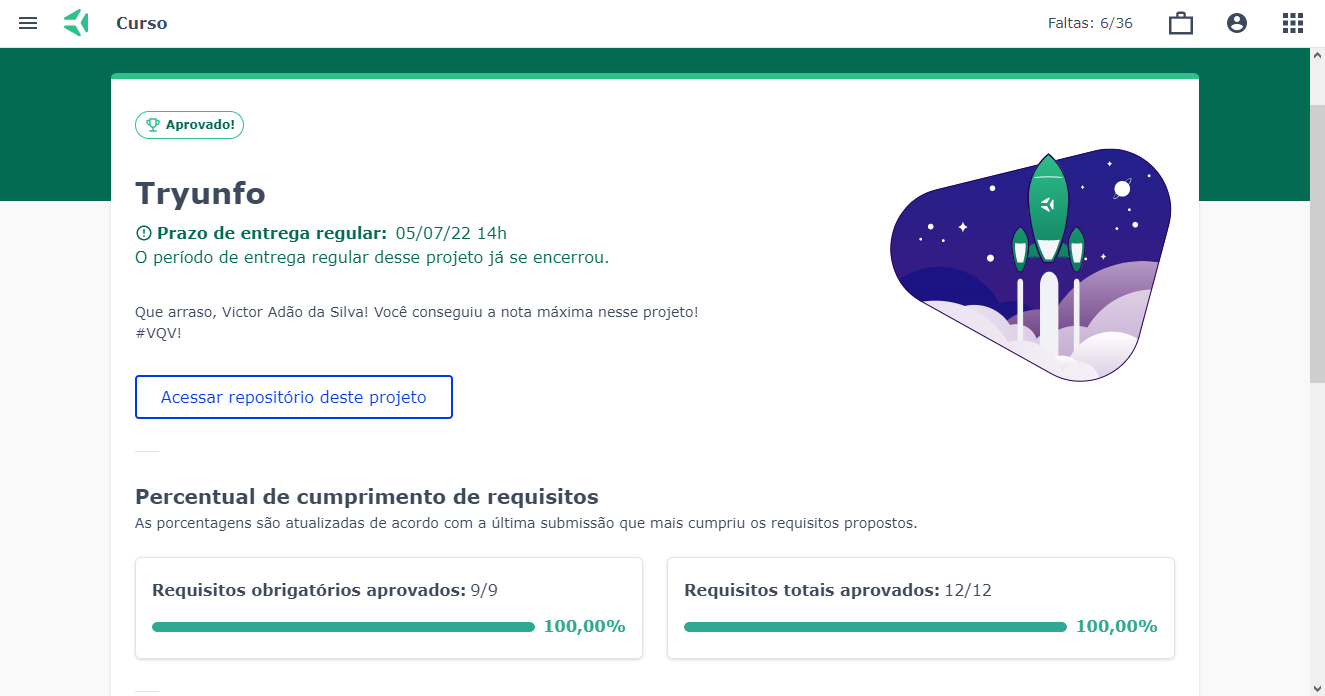 Curso
Faltas: 6/36
Aprovado!
Tryunfo
Prazo de entrega regular: 05/07/22 14h
O período de entrega regular desse projeto já se encerrou.
Que arraso, Victor Adão da Silva! Você conseguiu a nota máxima nesse projeto!
#VQV!
Acessar repositório deste projeto
Percentual de cumprimento de requisitos
As porcentagens são atualizadas de acordo com a última submissão que mais cumpriu os requisitos propostos.
Requisitos obrigatórios aprovados: 9/9
100,00%
Requisitos totais aprovados: 12/12
100,00%